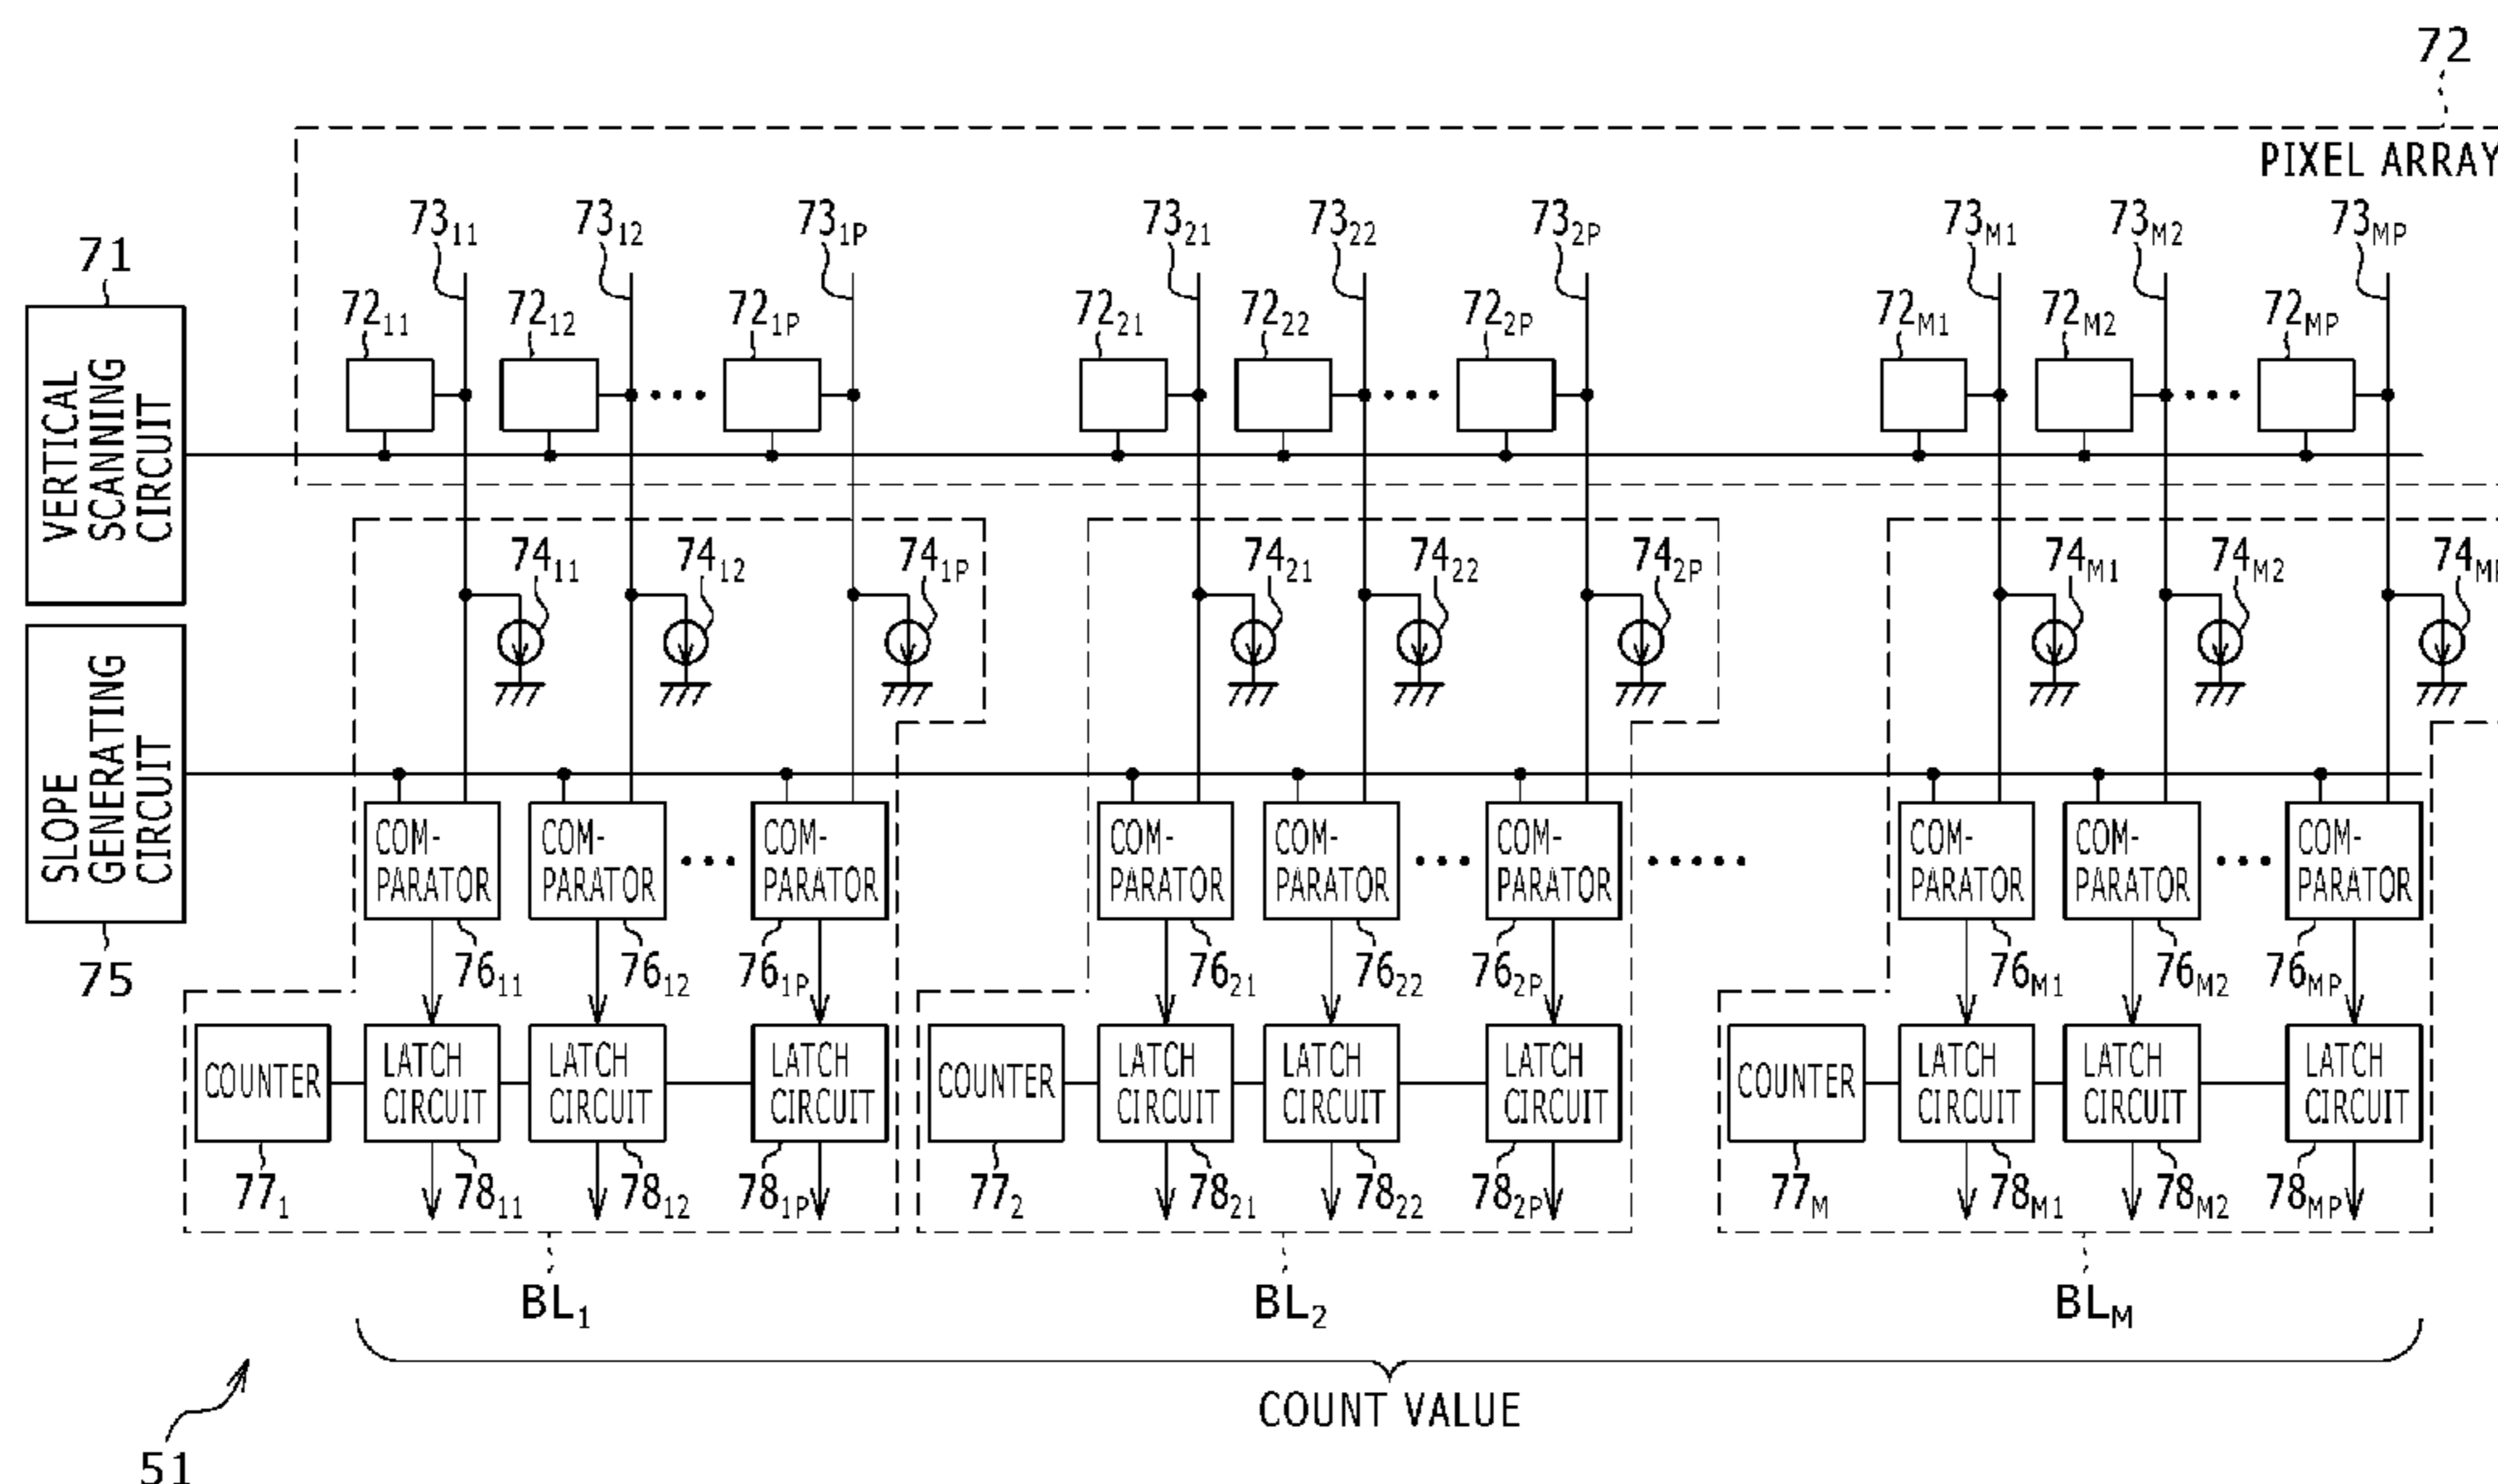 72
PIXEL ARRAY
73₁₁ 73₁₂ 73₁P 73₂₁ 73₂₂ 73₂P 73M₁ 73M₂ 73MP
71
72₁₁ 72₁₂ 72₁P 72₂₁ 72₂₂ 72₂P 72M₁ 72M₂ 72MP
VERTICAL
SCANNING
CIRCUIT
74₁₁ 74₁₂ 74₁P 74₂₁ 74₂₂ 74₂P 74M₁ 74M₂ 74MP
SLOPE
GENERATING
CIRCUIT
COM- COM- COM- COM- COM- COM- COM- COM- COM-
PARATOR PARATOR PARATOR PARATOR PARATOR PARATOR PARATOR PARATOR PARATOR
75
76₁₁ 76₁₂ 76₁P 76₂₁ 76₂₂ 76₂P 76M₁ 76M₂ 76MP
COUNTER LATCH CIRCUIT LATCH CIRCUIT LATCH CIRCUIT COUNTER LATCH CIRCUIT LATCH CIRCUIT LATCH CIRCUIT COUNTER LATCH CIRCUIT LATCH CIRCUIT LATCH CIRCUIT
77₁ 78₁₁ 78₁₂ 78₁P 77₂ 78₂₁ 78₂₂ 78₂P 77M 78M₁ 78M₂ 78MP
BL₁ BL₂ BLM
COUNT VALUE
51